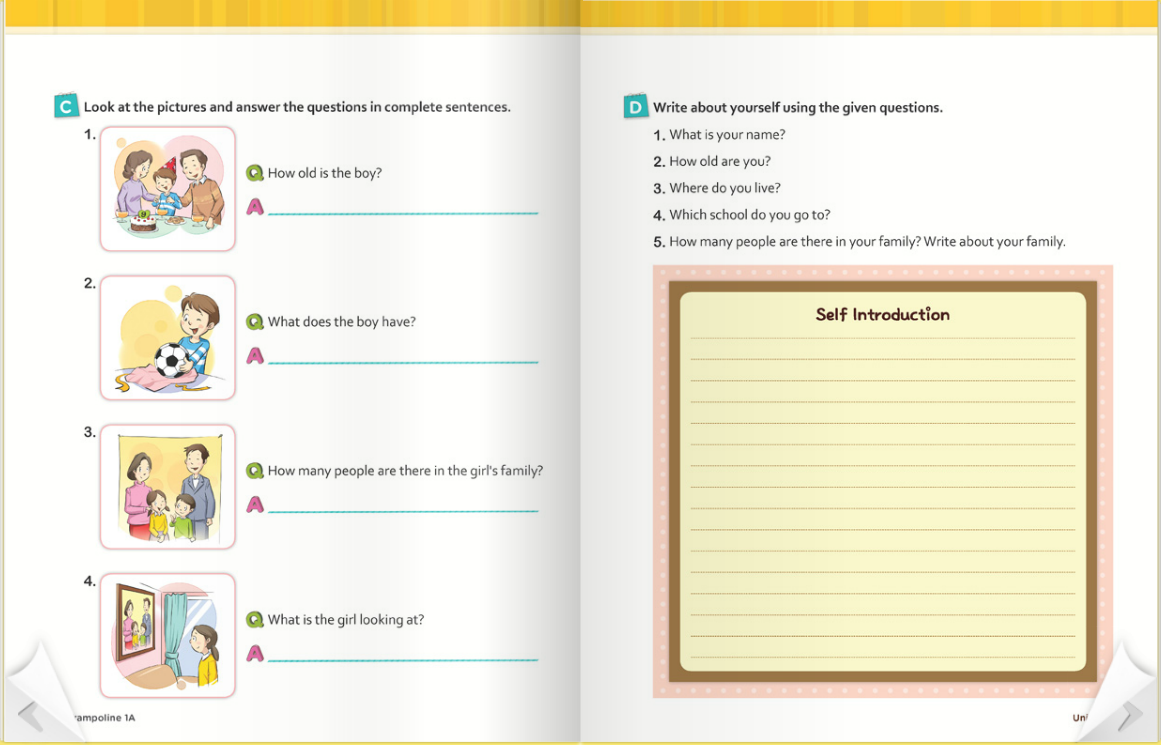 C Look at the pictures and answer the questions in complete sentences.
1.
Q How old is the boy?
A
2.
Q What does the boy have?
A
3.
Q How many people are there in the girl's family?
A
4.
Q What is the girl looking at?
A
rampoline 1A
D Write about yourself using the given questions.
1. What is your name?
2. How old are you?
3. Where do you live?
4. Which school do you go to?
5. How many people are there in your family? Write about your family.
Self Introduction